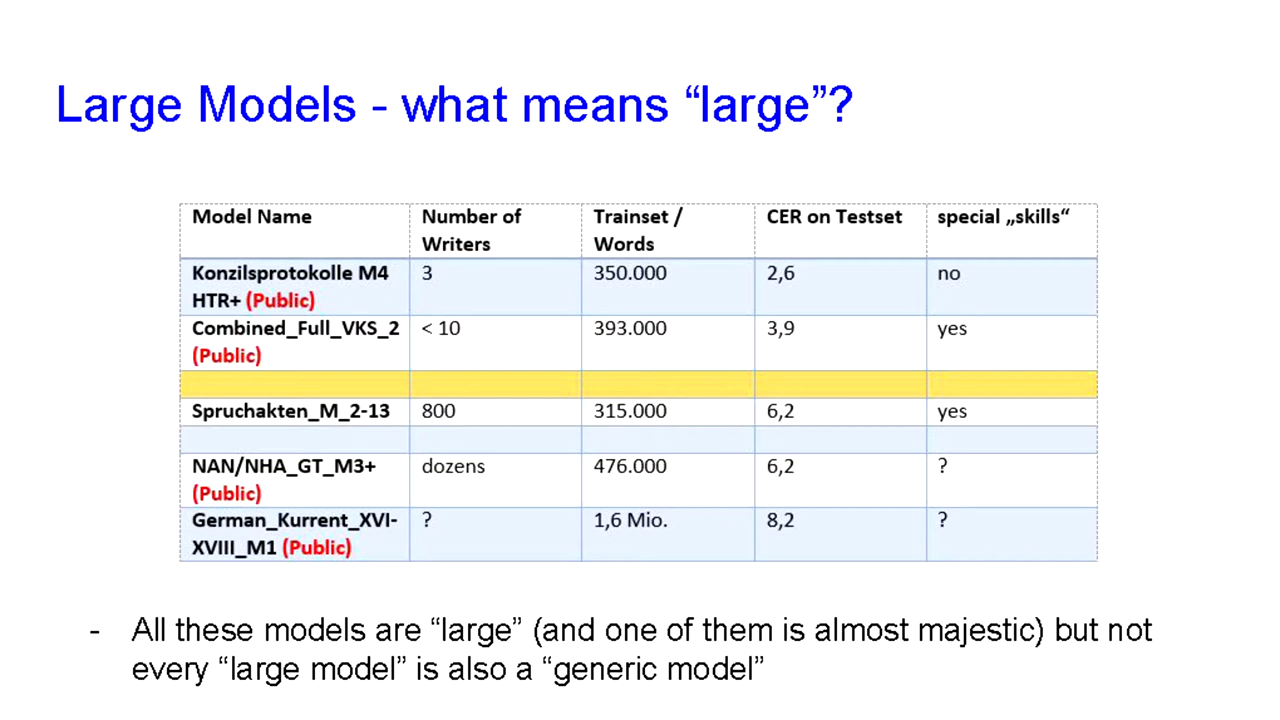 Large Models - what means “large”?
Model Name Number of Writers Trainset / Words CER on Testset special „skills“
Konzilsprotokolle M4 HTR+ (Public) 3 350.000 2,6 no
Combined_Full_VKS_2 (Public) < 10 393.000 3,9 yes
Spruchakten_M_2-13 800 315.000 6,2 yes
NAN/NHA_GT_M3+ (Public) dozens 476.000 6,2 ?
German_Kurrent_XVI-XVIII_M1 (Public) ? 1,6 Mio. 8,2 ?
- All these models are “large” (and one of them is almost majestic) but not
every “large model” is also a “generic model”